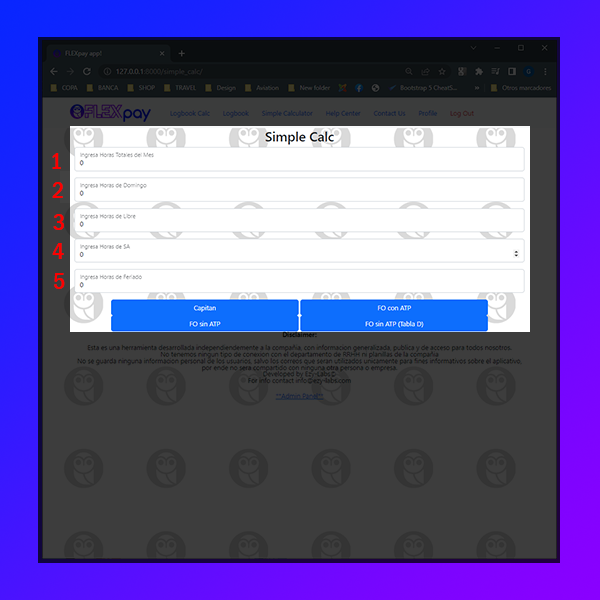 FLEXpay app!
127.0.0.1:8000/simple_calc/
COPA BANCA SHOP TRAVEL Design Aviation New folder Bootstrap 5 CheatS... » Otros marcadores
FLEXpay Logbook Calc Logbook Simple Calculator Help Center Contact Us Profile Log Out
Simple Calc
1 Ingresa Horas Totales del Mes
0
2 Ingresa Horas de Domingo
0
3 Ingresa Horas de Libre
0
4 Ingresa Horas de SA
0
5 Ingresa Horas de Feriado
0
Capitan FO con ATP
FO sin ATP FO sin ATP (Tabla D)
Disclaimer:
Esta es una herramienta desarrollada independientemente a la compañia, con informacion generalizada, publica y de acceso para todos nosotros.
No tenemos ningun tipo de conexion con el departamento de RRHH ni planillas de la compañia
No se guarda ninguna informacion personal de los usuarios, salvo los correos que seran utilizados unicamente para fines informativos sobre el aplicativo,
por ende no sera compartido con ninguna otra persona o empresa.
Developed by Ezy-Labs©
For info contact info@ezy-labs.com
**Admin Panel**